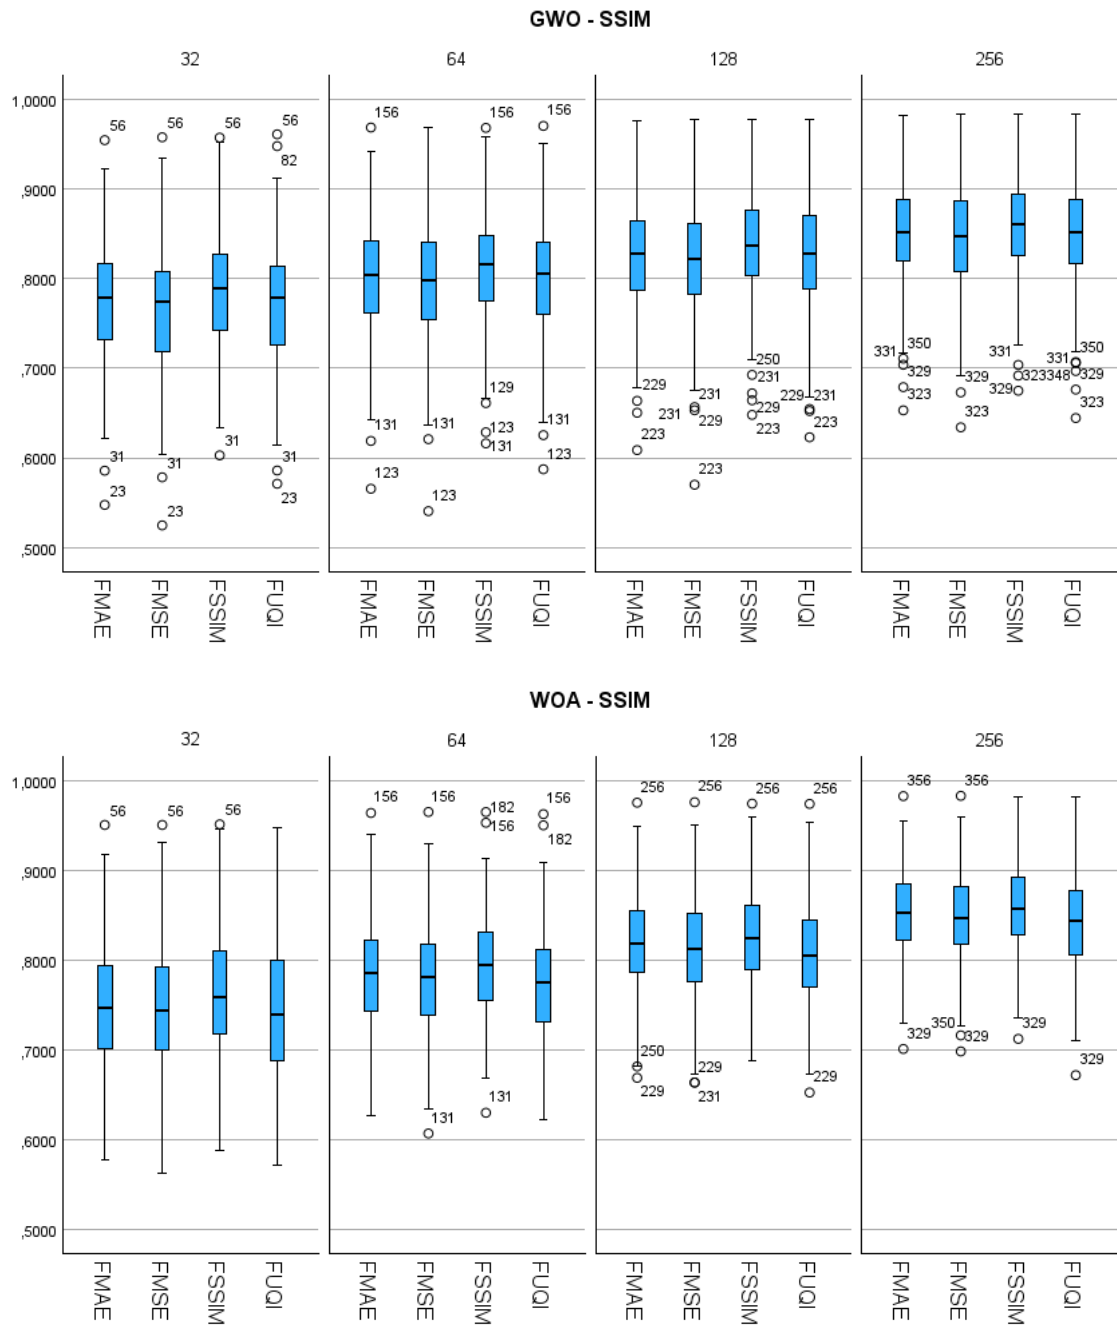 GWO - SSIM
32 64 128 256
1,0000
,9000
,8000
,7000
,6000
,5000
56 56 56 56
82
31 31 31 31
23 23 23
156 156 156
129
131 131 123 131
131
123 123 123
250
229 231 231 229 231
231 229 229 223
223 223 223
331 350 331 331 350
329 329 329 323348 329
323 323 323
FMAE FMSE FSSIM FUQI FMAE FMSE FSSIM FUQI FMAE FMSE FSSIM FUQI FMAE FMSE FSSIM FUQI
WOA - SSIM
32 64 128 256
1,0000
,9000
,8000
,7000
,6000
,5000
56 56 56
156 156 182 156
156 182
131 131
256 256 256 256
250 229 229
229 231
356 356
329 350 329 329 329
FMAE FMSE FSSIM FUQI FMAE FMSE FSSIM FUQI FMAE FMSE FSSIM FUQI FMAE FMSE FSSIM FUQI